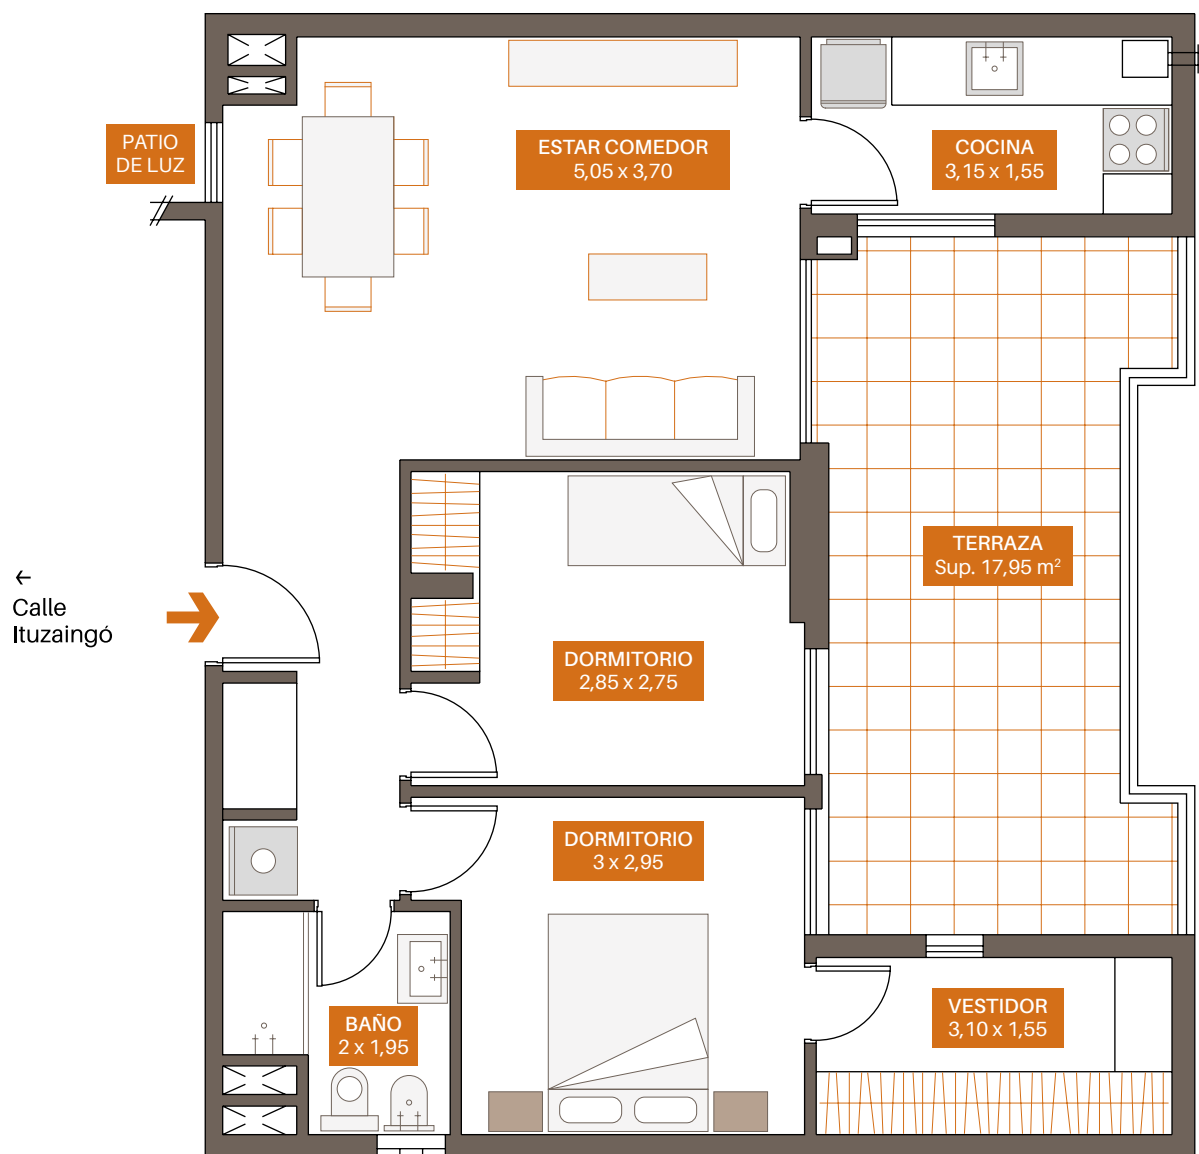 PATIO
DE LUZ
ESTAR COMEDOR
5,05 x 3,70
COCINA
3,15 x 1,55
TERRAZA
Sup. 17,95 m²
←
Calle
Ituzaingó
DORMITORIO
2,85 x 2,75
DORMITORIO
3 x 2,95
BAÑO
2 x 1,95
VESTIDOR
3,10 x 1,55